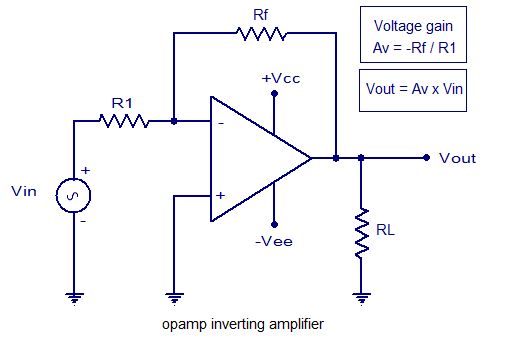 Rf
Voltage gain
Av = -Rf / R1
+Vcc
Vout = Av x Vin
R1
-
+
Vout
+
Vin
S
-
+
RL
-Vee
opamp inverting amplifier